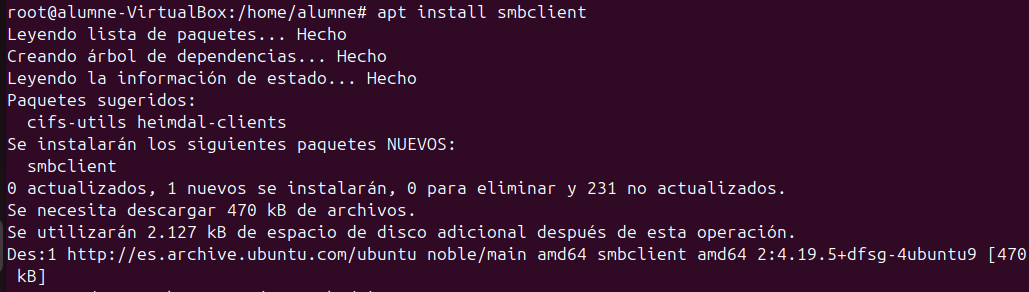 root@alumne-VirtualBox:/home/alumne# apt install smbclient
Leyendo lista de paquetes... Hecho
Creando árbol de dependencias... Hecho
Leyendo la información de estado... Hecho
Paquetes sugeridos:
  cifs-utils heimdal-clients
Se instalarán los siguientes paquetes NUEVOS:
  smbclient
0 actualizados, 1 nuevos se instalarán, 0 para eliminar y 231 no actualizados.
Se necesita descargar 470 kB de archivos.
Se utilizarán 2.127 kB de espacio de disco adicional después de esta operación.
Des:1 http://es.archive.ubuntu.com/ubuntu noble/main amd64 smbclient amd64 2:4.19.5+dfsg-4ubuntu9 [470
 kB]